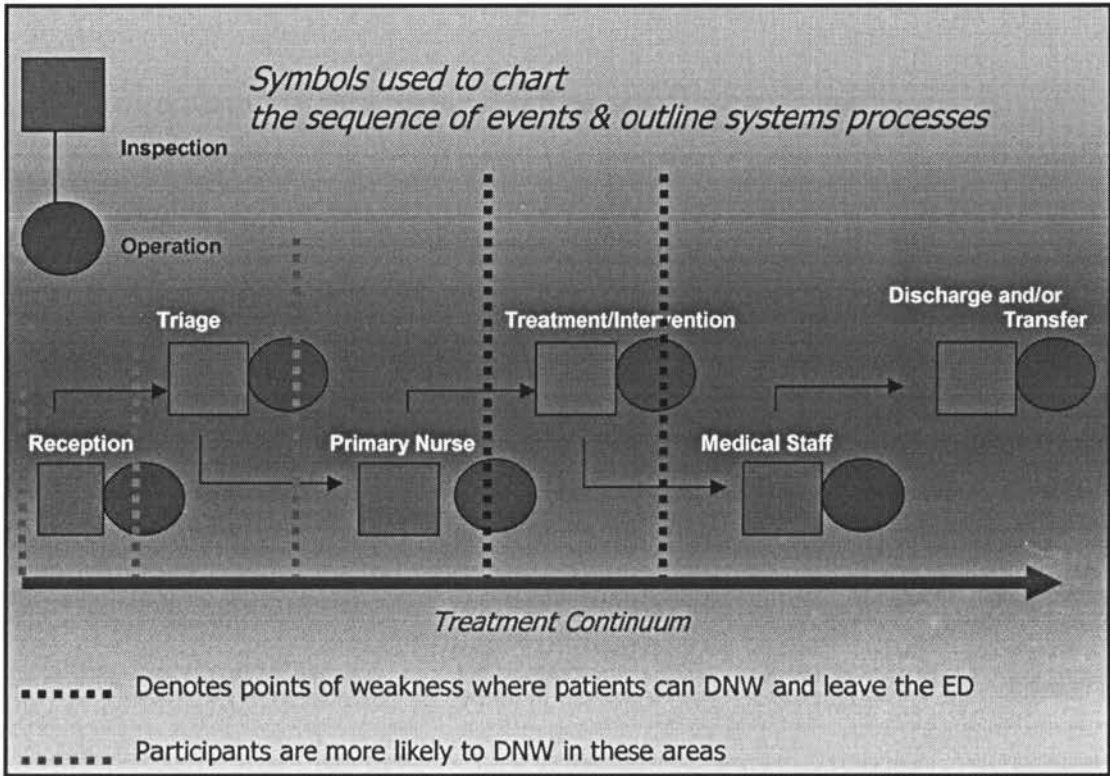 Symbols used to chart
the sequence of events & outline systems processes
Inspection
Operation
Triage
Treatment/Intervention
Discharge and/or
Transfer
Reception
Primary Nurse
Medical Staff
Treatment Continuum
Denotes points of weakness where patients can DNW and leave the ED
Participants are more likely to DNW in these areas